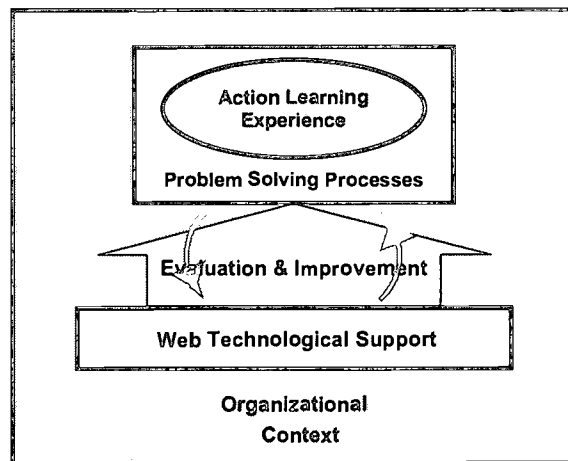 Action Learning
Experience
Problem Solving Processes
Evaluation & Improvement
Web Technological Support
Organizational
Context